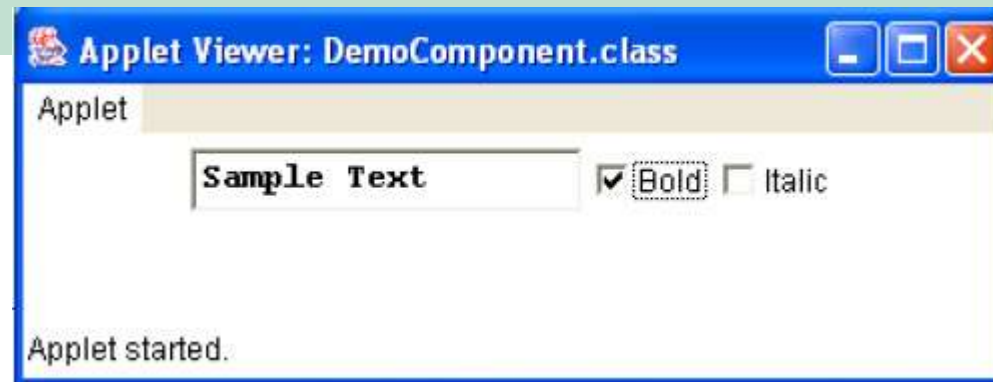 Applet Viewer: DemoComponent.class
Applet
Sample Text Bold Italic
Applet started.